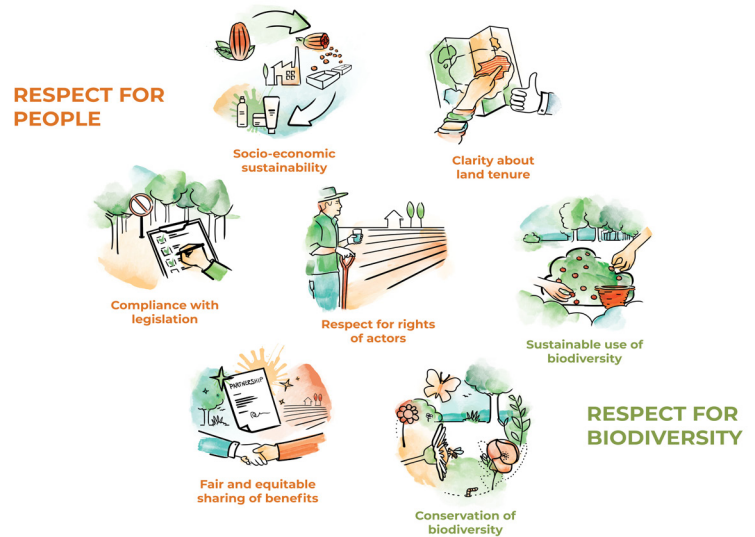 RESPECT FOR
PEOPLE
Socio-economic
sustainability
Clarity about
land tenure
Compliance with
legislation
Respect for rights
of actors
Sustainable use of
biodiversity
PARTNERSHIP
Fair and equitable
sharing of benefits
RESPECT FOR
BIODIVERSITY
Conservation of
biodiversity